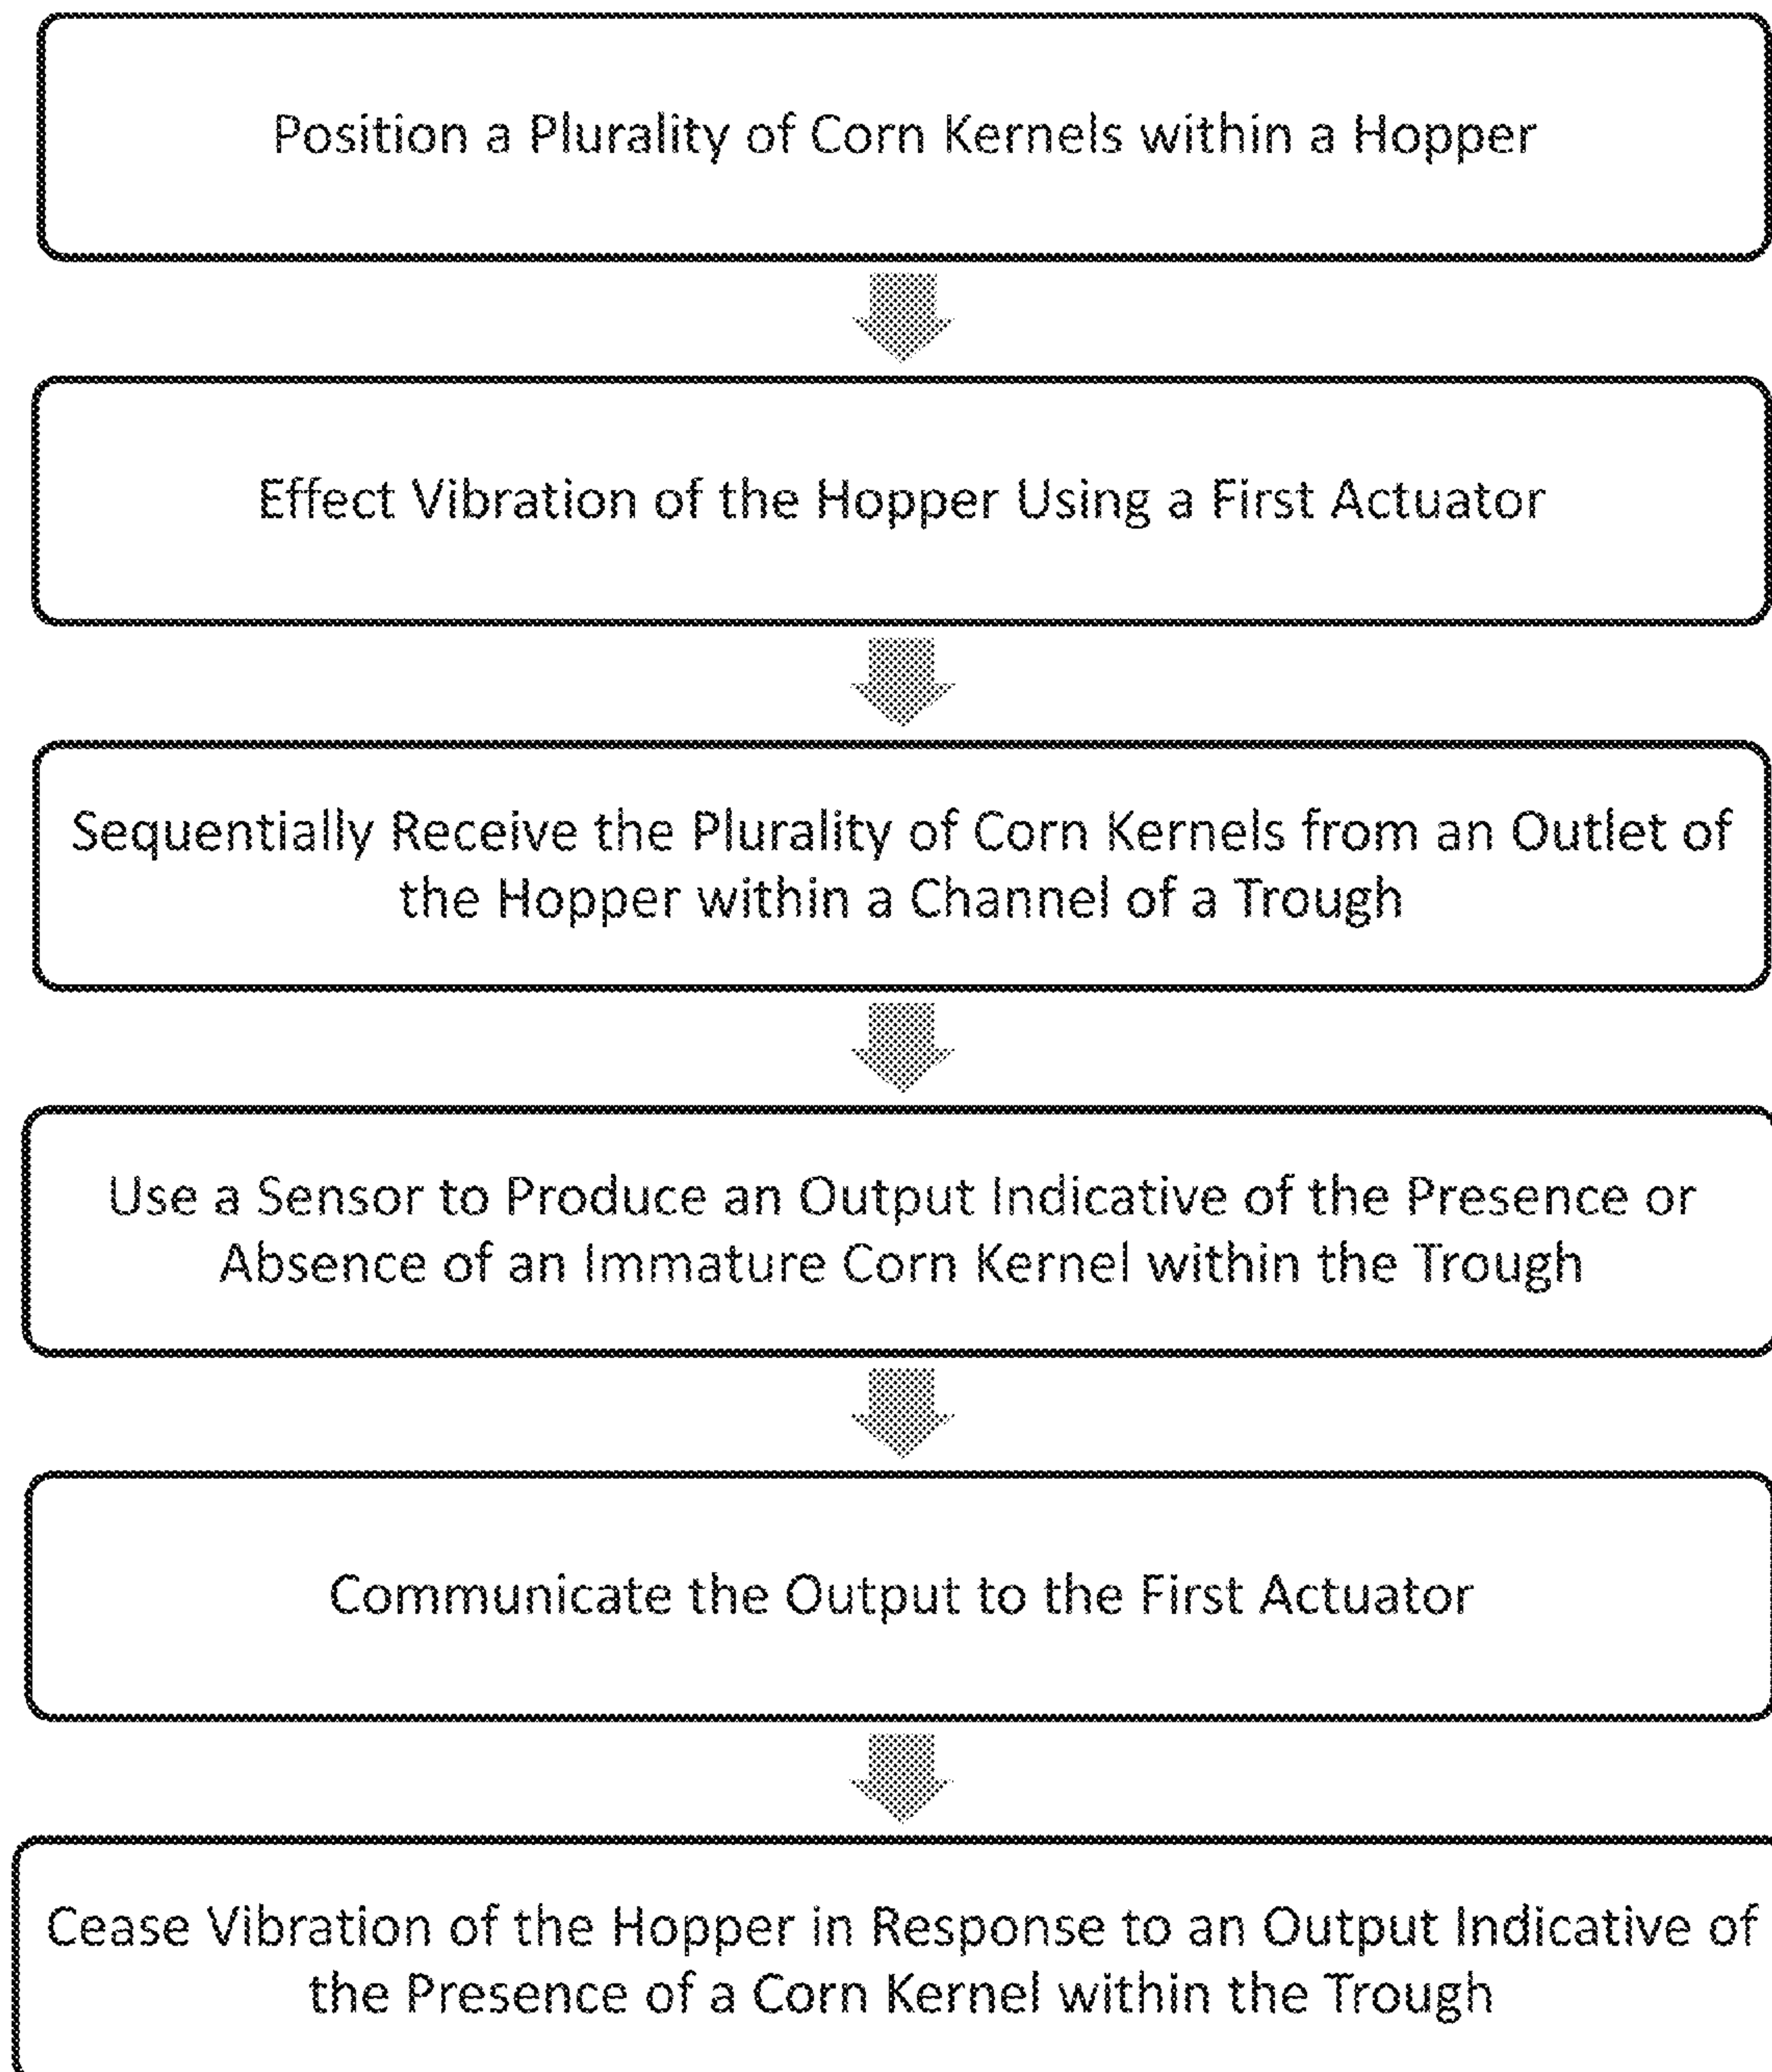 Position a Plurality of Corn Kernels within a Hopper
Effect Vibration of the Hopper Using a First Actuator
Sequentially Receive the Plurality of Corn Kernels from an Outlet of
the Hopper within a Channel of a Trough
Use a Sensor to Produce an Output Indicative of the Presence or
Absence of an Immature Corn Kernel within the Trough
Communicate the Output to the First Actuator
Cease Vibration of the Hopper in Response to an Output Indicative of
the Presence of a Corn Kernel within the Trough